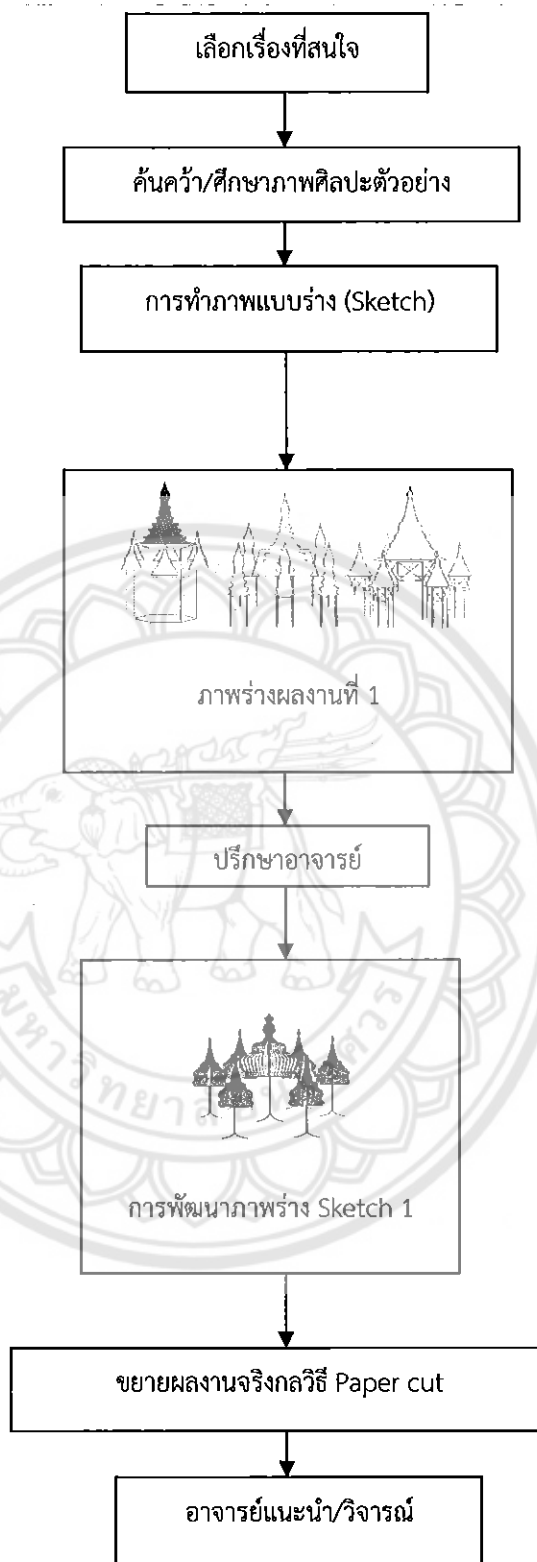 เลือกเรื่องที่สนใจ
ค้นคว้า/ศึกษาภาพศิลปะตัวอย่าง
การทำภาพแบบร่าง (Sketch)
ภาพร่างผลงานที่ 1
ปรึกษาอาจารย์
การพัฒนาภาพร่าง Sketch 1
ขยายผลงานจริงกลวิธี Paper cut
อาจารย์แนะนำ/วิจารณ์